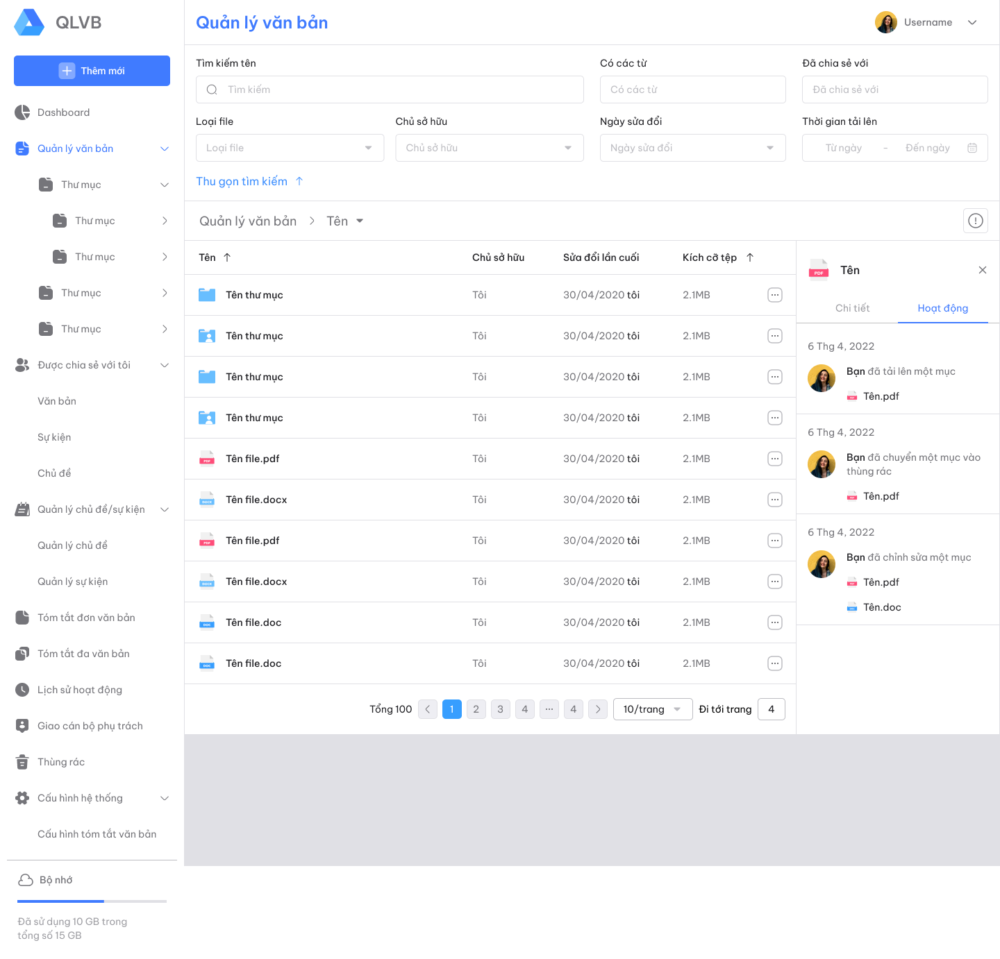 QLVB
Thêm mới
Dashboard
Quản lý văn bản
Thư mục
Thư mục
Thư mục
Thư mục
Thư mục
Được chia sẻ với tôi
Văn bản
Sự kiện
Chủ đề
Quản lý chủ đề/sự kiện
Quản lý chủ đề
Quản lý sự kiện
Tóm tắt đơn văn bản
Tóm tắt đa văn bản
Lịch sử hoạt động
Giao cán bộ phụ trách
Thùng rác
Cấu hình hệ thống
Cấu hình tóm tắt văn bản
Bộ nhớ
Đã sử dụng 10 GB trong
tổng số 15 GB
Quản lý văn bản
Username
Tìm kiếm tên
Có các từ
Đã chia sẻ với
Tìm kiếm
Có các từ
Đã chia sẻ với
Loại file
Chủ sở hữu
Ngày sửa đổi
Thời gian tải lên
Loại file
Chủ sở hữu
Ngày sửa đổi
Từ ngày - Đến ngày
Thu gọn tìm kiếm
Quản lý văn bản > Tên
Tên Chủ sở hữu Sửa đổi lần cuối Kích cỡ tệp
Tên thư mục Tôi 30/04/2020 tôi 2.1MB
Tên thư mục Tôi 30/04/2020 tôi 2.1MB
Tên thư mục Tôi 30/04/2020 tôi 2.1MB
Tên thư mục Tôi 30/04/2020 tôi 2.1MB
PDF Tên file.pdf Tôi 30/04/2020 tôi 2.1MB
DOCX Tên file.docx Tôi 30/04/2020 tôi 2.1MB
PDF Tên file.pdf Tôi 30/04/2020 tôi 2.1MB
DOCX Tên file.docx Tôi 30/04/2020 tôi 2.1MB
DOC Tên file.doc Tôi 30/04/2020 tôi 2.1MB
DOC Tên file.doc Tôi 30/04/2020 tôi 2.1MB
Tổng 100 < 1 2 3 4 ... 4 > 10/trang Đi tới trang 4
PDF Tên
Chi tiết Hoạt động
6 Thg 4, 2022
Bạn đã tải lên một mục
PDF Tên.pdf
6 Thg 4, 2022
Bạn đã chuyển một mục vào
thùng rác
PDF Tên.pdf
6 Thg 4, 2022
Bạn đã chỉnh sửa một mục
PDF Tên.pdf
DOC Tên.doc